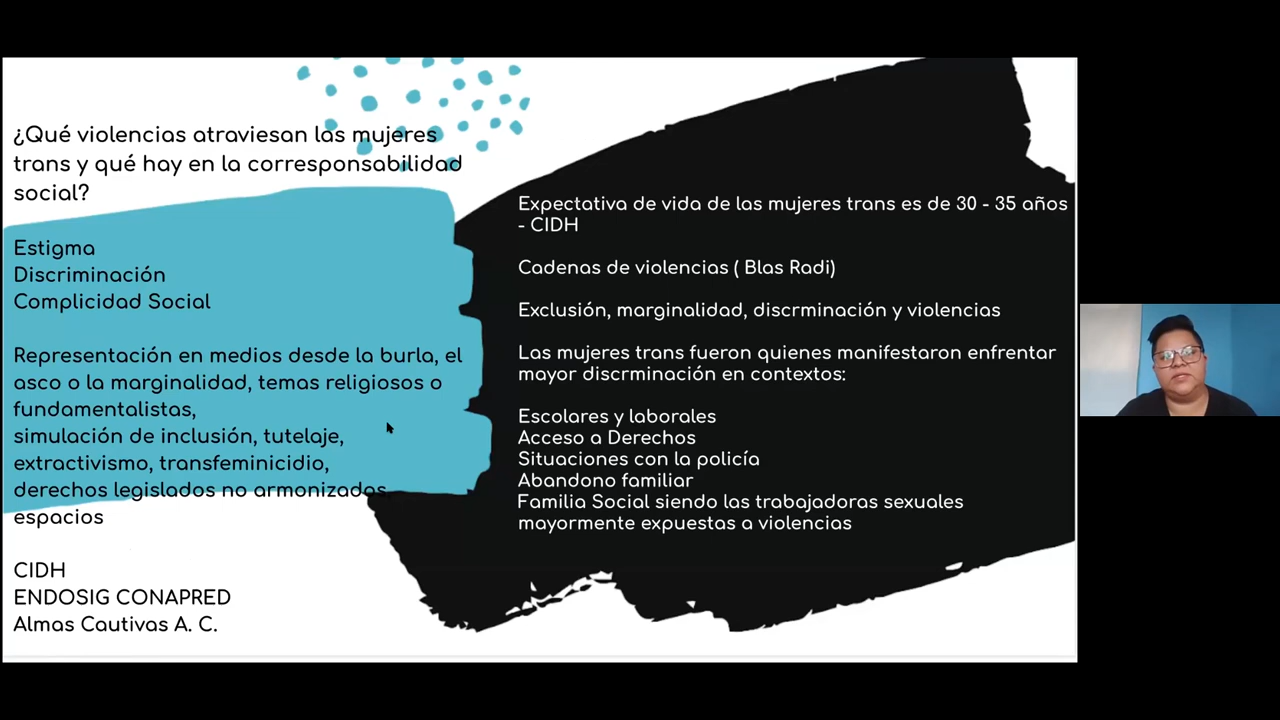 ¿Qué violencias atraviesan las mujeres
trans y qué hay en la corresponsabilidad
social?
Estigma
Discriminación
Complicidad Social
Representación en medios desde la burla, el
asco o la marginalidad, temas religiosos o
fundamentalistas,
simulación de inclusión, tutelaje,
extractivismo, transfeminicidio,
derechos legislados no armonizados,
espacios
CIDH
ENDOSIG CONAPRED
Almas Cautivas A. C.
Expectativa de vida de las mujeres trans es de 30 - 35 años
- CIDH
Cadenas de violencias ( Blas Radi)
Exclusión, marginalidad, discrminación y violencias
Las mujeres trans fueron quienes manifestaron enfrentar
mayor discrminación en contextos:
Escolares y laborales
Acceso a Derechos
Situaciones con la policía
Abandono familiar
Familia Social siendo las trabajadoras sexuales
mayormente expuestas a violencias